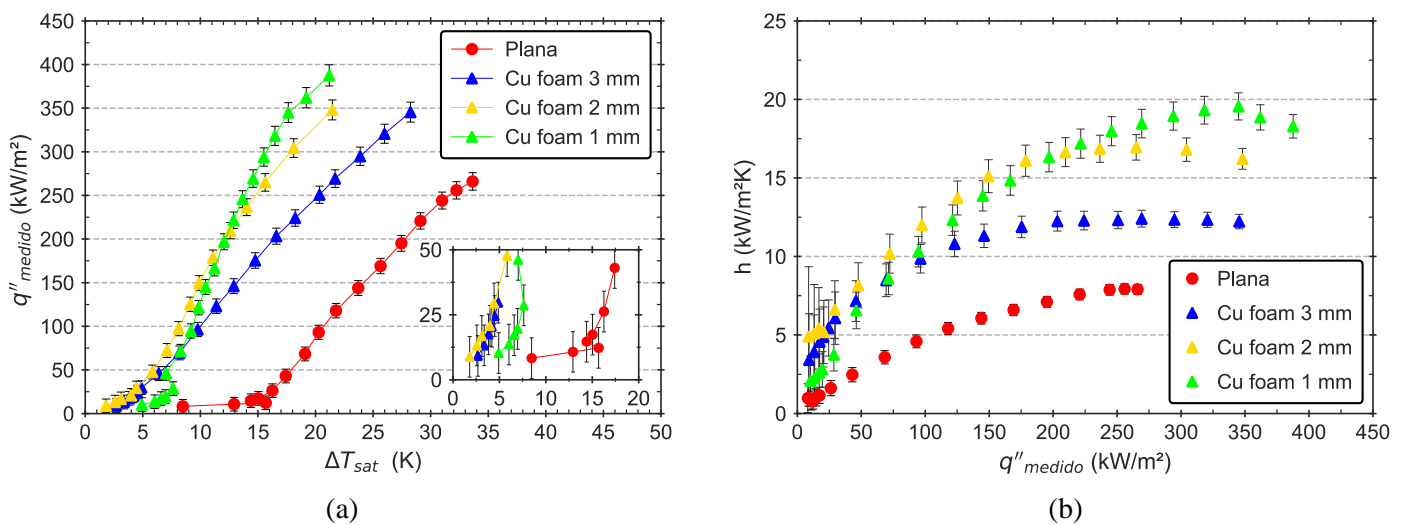 450
400
350
300
250
200
150
100
50
0
q''medido (kW/m²)
0 5 10 15 20 25 30 35 40 45 50
ΔTsat (K)
Plana
Cu foam 3 mm
Cu foam 2 mm
Cu foam 1 mm
50
25
0
0 5 10 15 20
(a)
25
20
15
10
5
0
h (kW/m²K)
0 50 100 150 200 250 300 350 400 450
q''medido (kW/m²)
Plana
Cu foam 3 mm
Cu foam 2 mm
Cu foam 1 mm
(b)